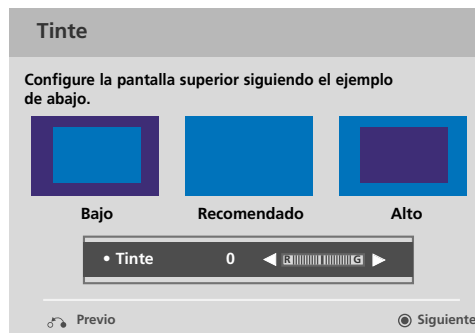 Tinte
Configure la pantalla superior siguiendo el ejemplo
de abajo.
Bajo Recomendado Alto
• Tinte 0 R G
Previo Siguiente